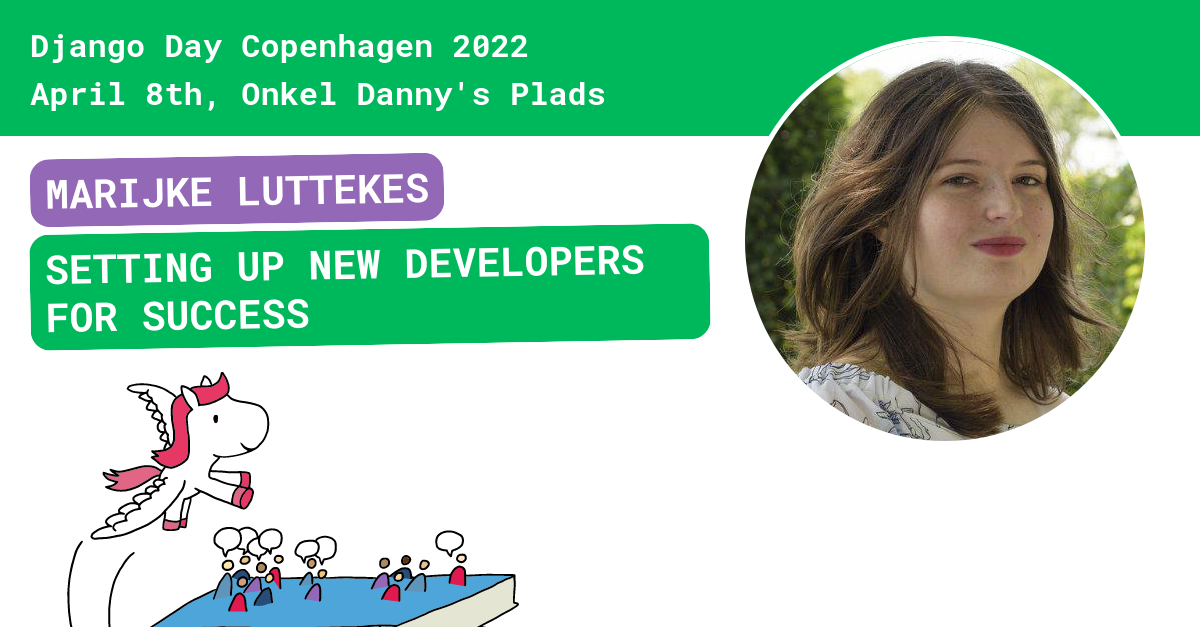 Django Day Copenhagen 2022
April 8th, Onkel Danny's Plads
MARIJKE LUTTEKES
SETTING UP NEW DEVELOPERS
FOR SUCCESS